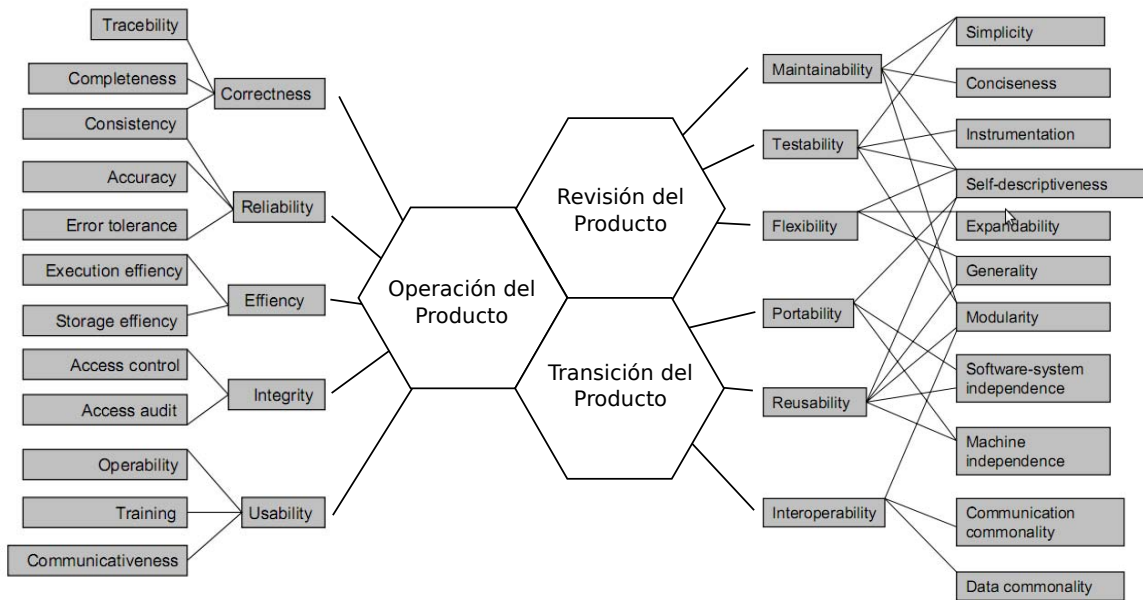 Tracebility
Completeness
Consistency
Accuracy
Error tolerance
Execution effiency
Storage effiency
Access control
Access audit
Operability
Training
Communicativeness
Correctness
Reliability
Effiency
Integrity
Usability
Operación del
Producto
Revisión del
Producto
Transición del
Producto
Maintainability
Testability
Flexibility
Portability
Reusability
Interoperability
Simplicity
Conciseness
Instrumentation
Self-descriptiveness
Expandability
Generality
Modularity
Software-system
independence
Machine
independence
Communication
commonality
Data commonality